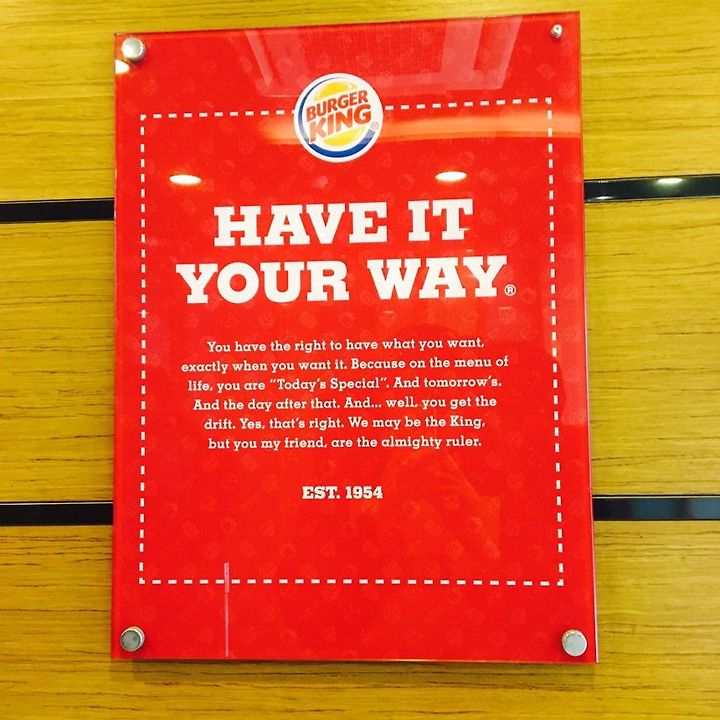 BURGER
KING®
HAVE IT
YOUR WAY®
You have the right to have what you want,
exactly when you want it. Because on the menu of
life, you are "Today's Special". And tomorrow's.
And the day after that. And... well, you get the
drift. Yes, that's right. We may be the King,
but you my friend, are the almighty ruler.
EST. 1954